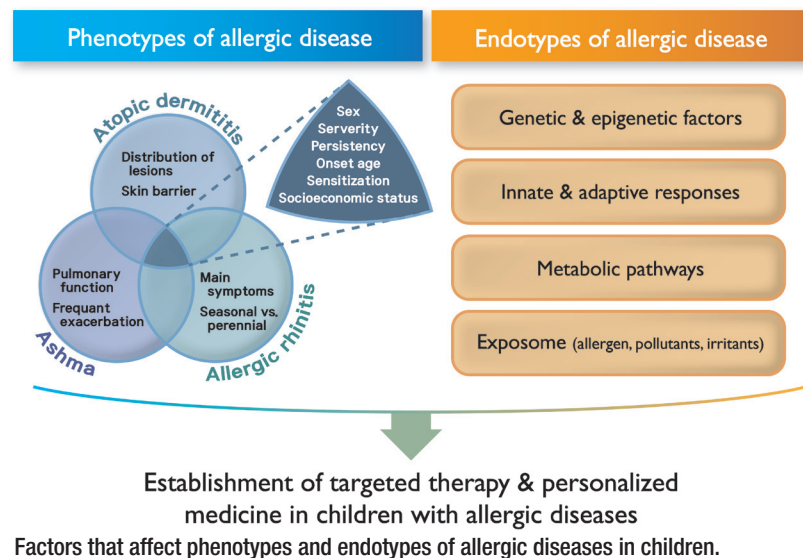 Phenotypes of allergic disease
Endotypes of allergic disease
Atopic dermititis
Distribution of
lesions
Skin barrier
Sex
Serverity
Persistency
Onset age
Sensitization
Socioeconomic status
Pulmonary
function
Frequant
exacerbation
Ashma
Main
symptoms
Seasonal vs.
perennial
Allergic rhinitis
Genetic & epigenetic factors
Innate & adaptive responses
Metabolic pathways
Exposome (allergen, pollutants, irritants)
Establishment of targeted therapy & personalized
medicine in children with allergic diseases
Factors that affect phenotypes and endotypes of allergic diseases in children.